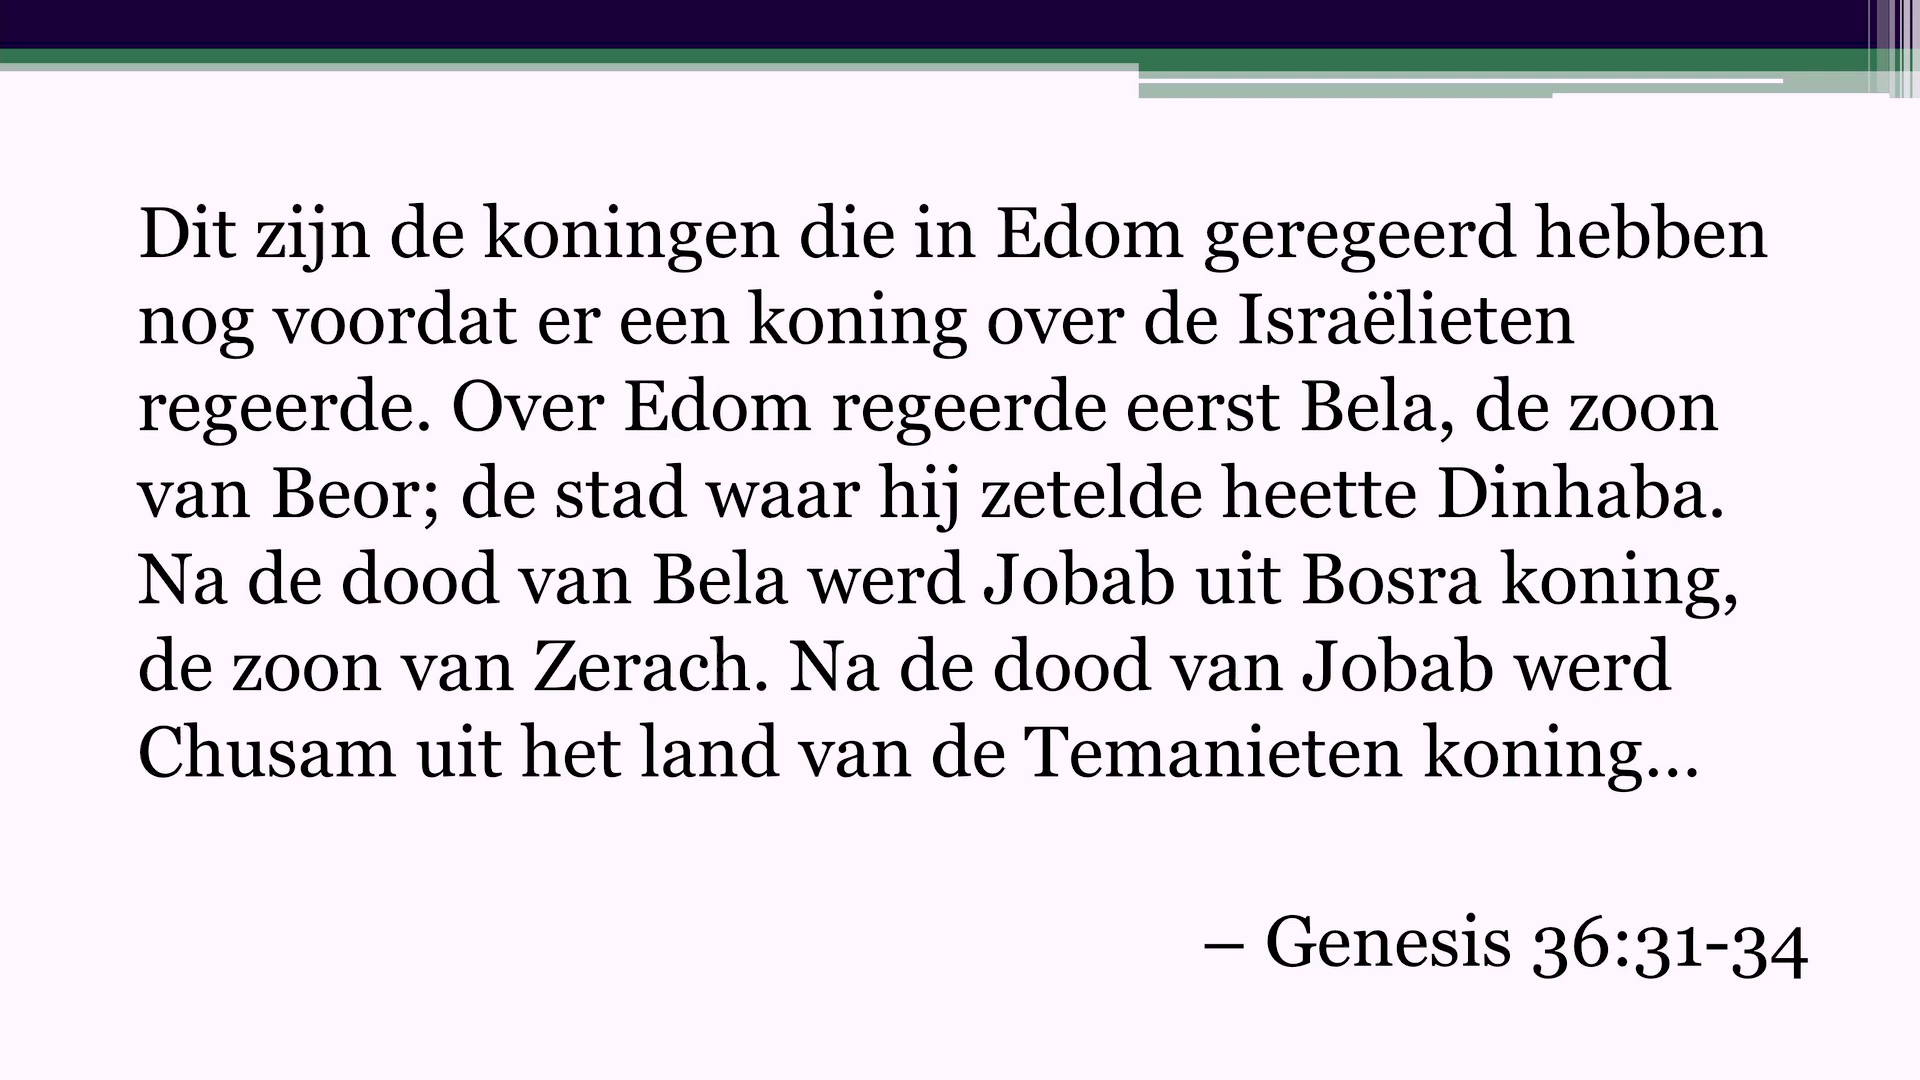 Dit zijn de koningen die in Edom geregeerd hebben
nog voordat er een koning over de Israëlieten
regeerde. Over Edom regeerde eerst Bela, de zoon
van Beor; de stad waar hij zetelde heette Dinhaba.
Na de dood van Bela werd Jobab uit Bosra koning,
de zoon van Zerach. Na de dood van Jobab werd
Chusam uit het land van de Temanieten koning...
– Genesis 36:31-34